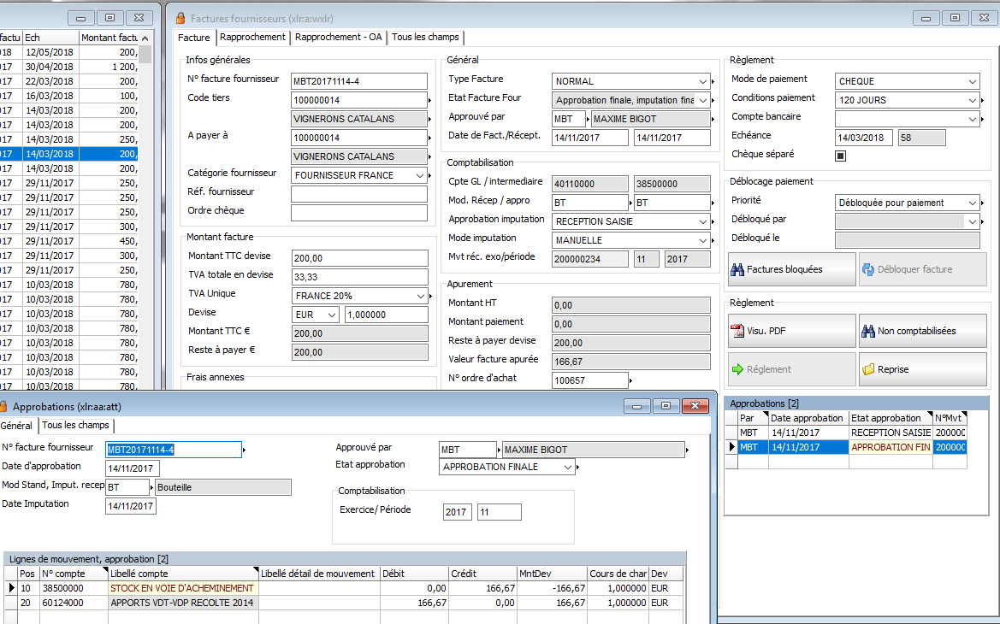 Factures fournisseurs (xlr:a:wxlr)
factu Ech Montant factu
018 12/05/2018 200,
017 30/04/2018 1 200,
017 22/03/2018 200,
017 16/03/2018 100,
017 14/03/2018 200,
017 14/03/2018 200,
017 14/03/2018 250,
017 14/03/2018 200,
017 14/03/2018 200,
017 29/11/2017 250,
017 29/11/2017 250,
017 29/11/2017 250,
017 29/11/2017 300,
017 29/11/2017 450,
017 29/11/2017 300,
017 29/11/2017 250,
017 10/03/2018 780,
017 10/03/2018 780,
017 10/03/2018 780,
017 10/03/2018 780,
017 10/03/2018 780,
017 10/03/2018 780,
017 10/03/2018 780,
017 10/03/2018 780,
Facture Rapprochement Rapprochement - OA Tous les champs
Infos générales
N° facture fournisseur MBT20171114-4
Code tiers 100000014
VIGNERONS CATALANS
A payer à 100000014
VIGNERONS CATALANS
Catégorie fournisseur FOURNISSEUR FRANCE
Réf. fournisseur
Ordre chèque
Montant facture
Montant TTC devise 200,00
TVA totale en devise 33,33
TVA Unique FRANCE 20%
Devise EUR 1,000000
Montant TTC € 200,00
Reste à payer € 200,00
Frais annexes
Général
Type Facture NORMAL
Etat Facture Four Approbation finale, imputation fina
Approuvé par MBT MAXIME BIGOT
Date de Fact./Récept. 14/11/2017 14/11/2017
Comptabilisation
Cpte GL / intermediaire 40110000 38500000
Mod. Récep / appro BT BT
Approbation imputation RECEPTION SAISIE
Mode imputation MANUELLE
Mvt réc. exo/période 200000234 11 2017
Apurement
Montant HT 0,00
Montant paiement 0,00
Reste à payer devise 200,00
Valeur facture apurée 166,67
N° ordre d'achat 100657
Règlement
Mode de paiement CHEQUE
Conditions paiement 120 JOURS
Compte bancaire
Echéance 14/03/2018 58
Chèque séparé
Déblocage paiement
Priorité Débloquée pour paiement
Débloqué par
Débloqué le
Factures bloquées Débloquer facture
Règlement
Visu. PDF Non comptabilisées
Réglement Reprise
Approbations [2]
Par Date approbation Etat approbation N°Mvt
MBT 14/11/2017 RECEPTION SAISIE 200000
MBT 14/11/2017 APPROBATION FIN 200000
Approbations (xlr:aa:att)
Général Tous les champs
N° facture fournisseur MBT20171114-4
Date d'approbation 14/11/2017
Mod Stand, Imput. recep BT Bouteille
Date Imputation 14/11/2017
Approuvé par MBT MAXIME BIGOT
Etat approbation APPROBATION FINALE
Comptabilisation
Exercice/ Période 2017 11
Lignes de mouvement, approbation [2]
Pos N° compte Libellé compte Libellé détail de mouvement Débit Crédit MntDev Cours de char Dev
10 38500000 STOCK EN VOIE D'ACHEMINEMENT 0,00 166,67 -166,67 1,000000 EUR
20 60124000 APPORTS VDT-VDP RECOLTE 2014 166,67 0,00 166,67 1,000000 EUR